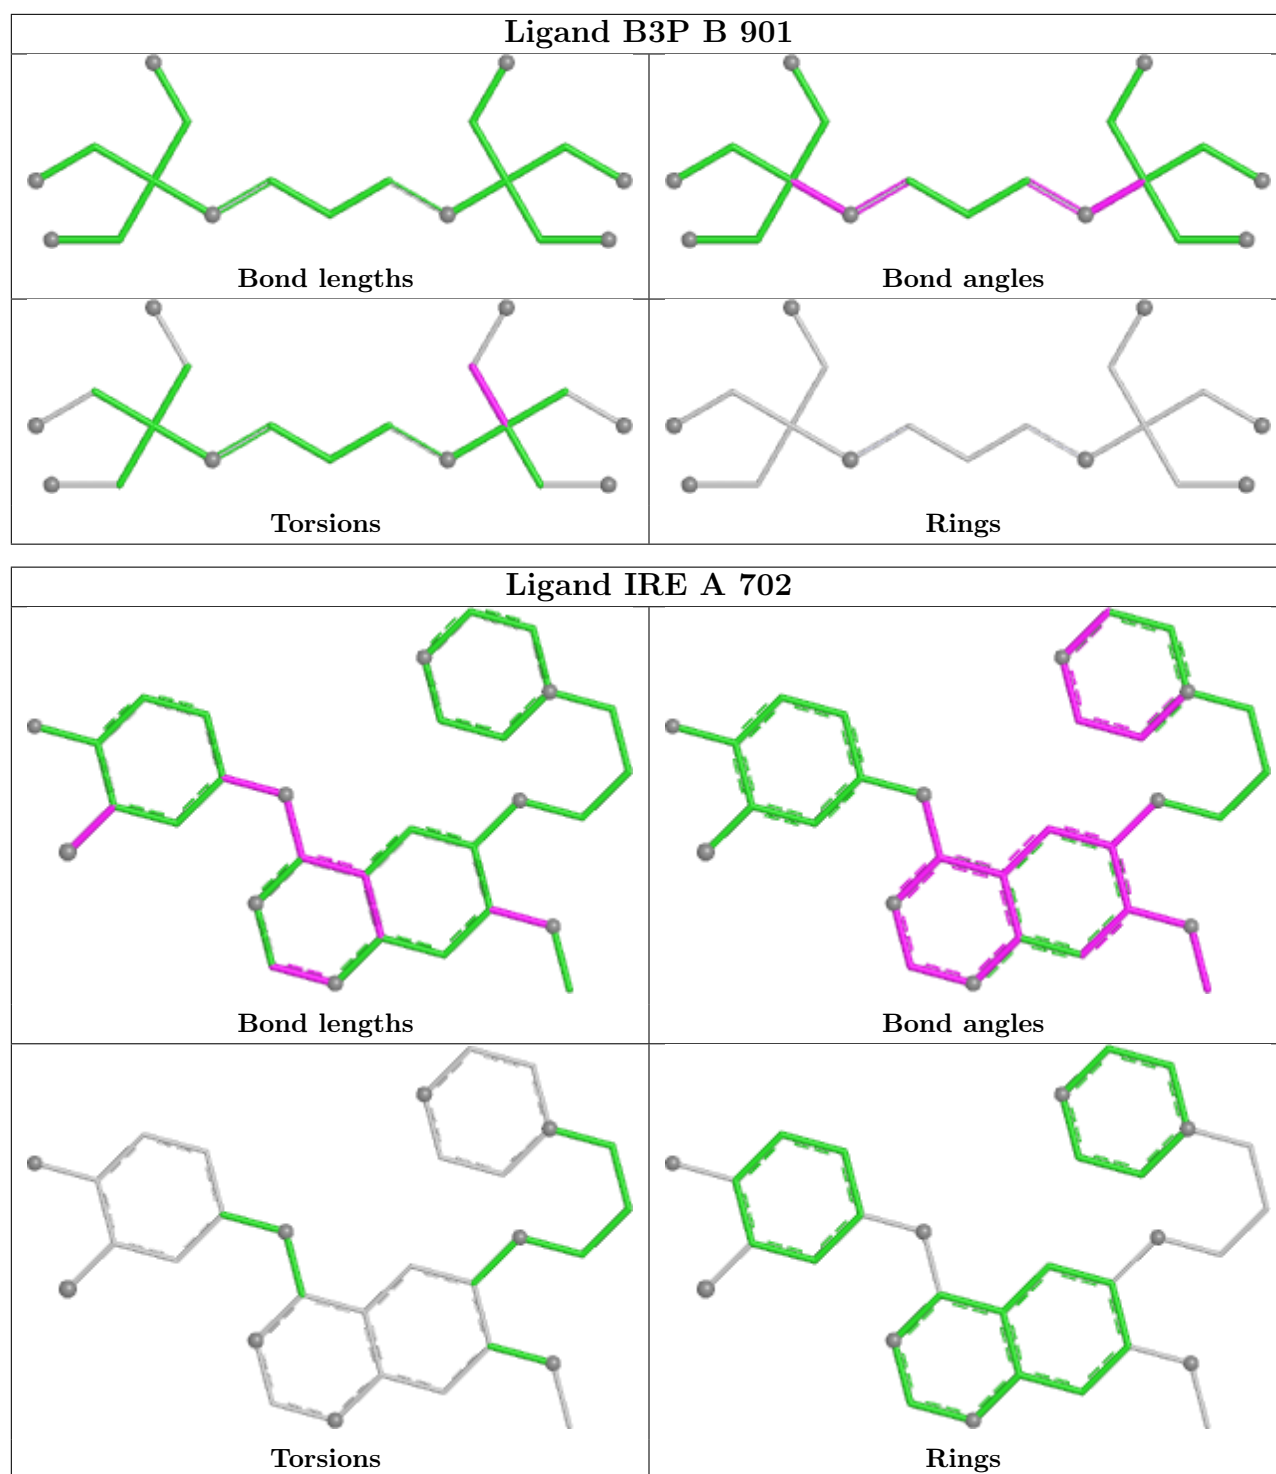 Ligand B3P B 901
Bond lengths
Bond angles
Torsions
Rings
Ligand IRE A 702
Bond lengths
Bond angles
Torsions
Rings